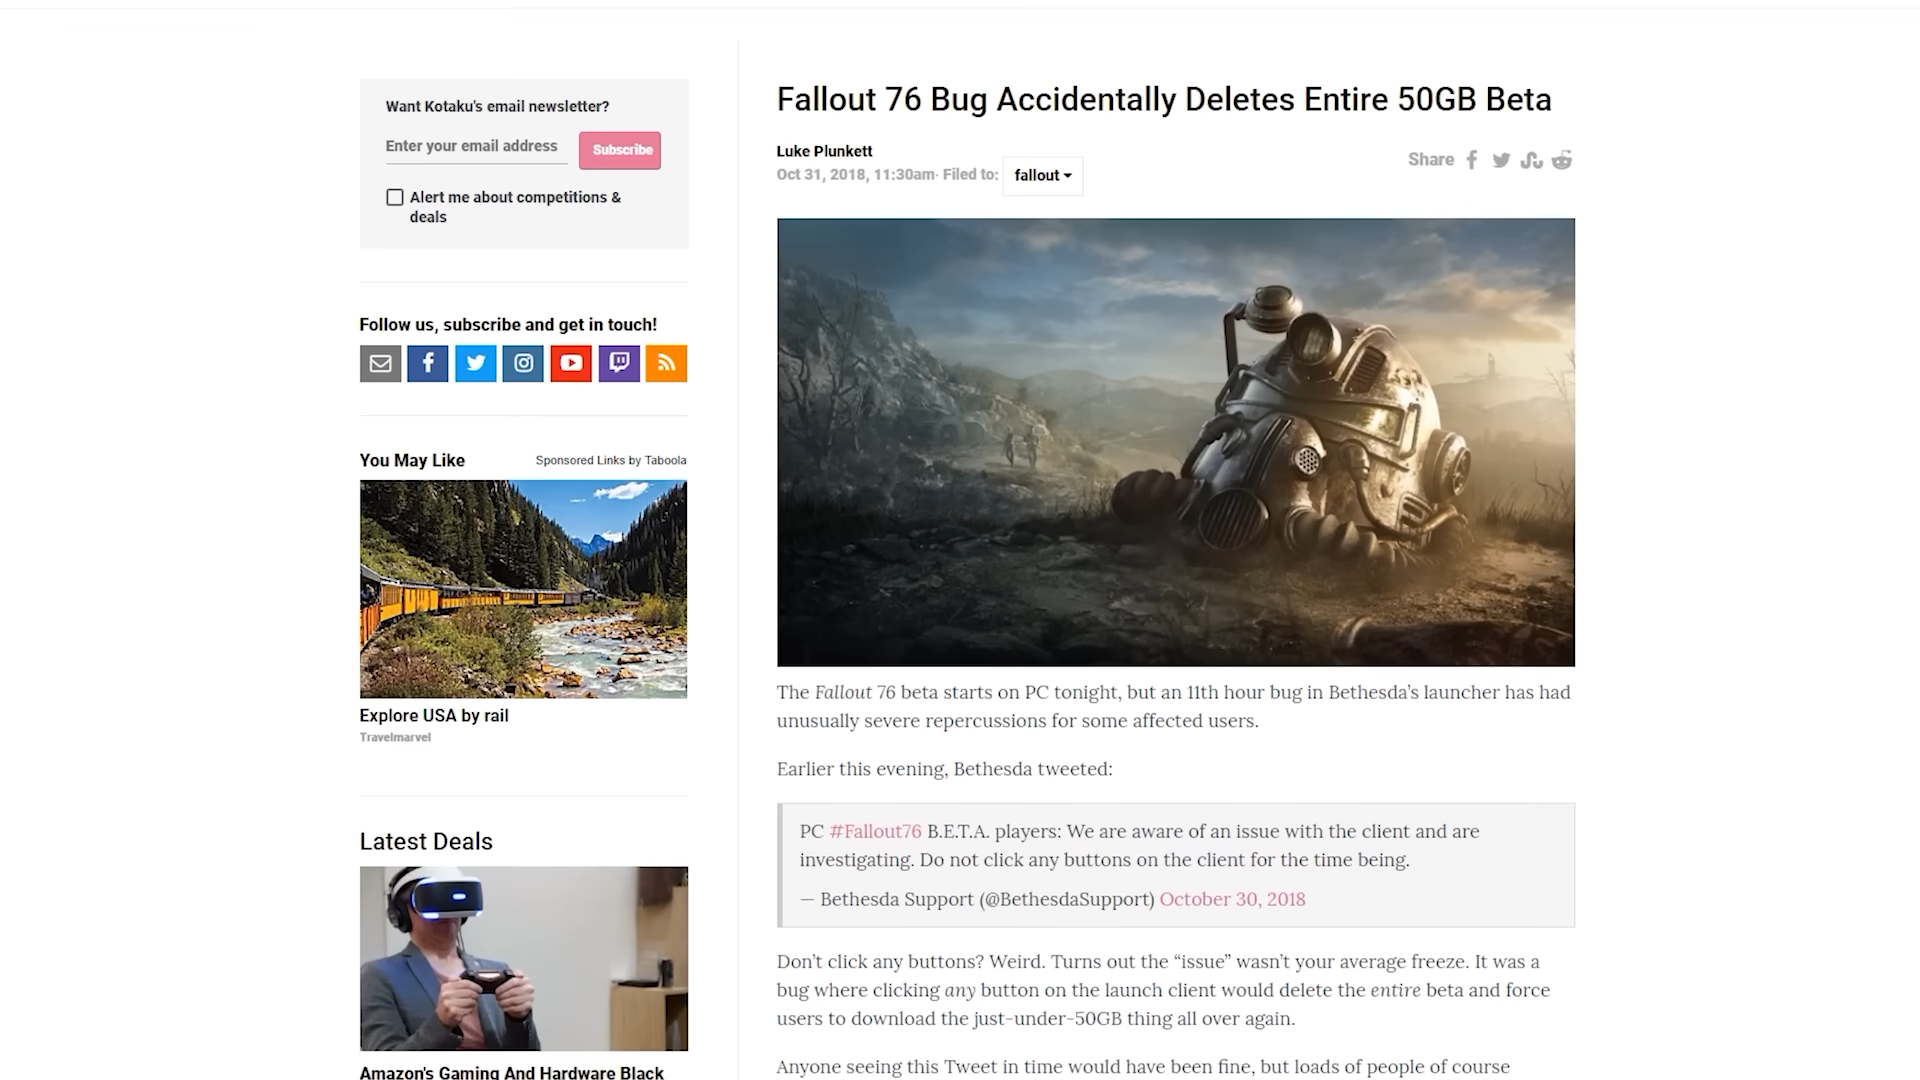 Want Kotaku's email newsletter?
Enter your email address
Subscribe
Alert me about competitions &
deals
Follow us, subscribe and get in touch!
You May Like
Sponsored Links by Taboola
Explore USA by rail
Travelmarvel
Latest Deals
Amazon's Gaming And Hardware Black
Fallout 76 Bug Accidentally Deletes Entire 50GB Beta
Luke Plunkett
Oct 31, 2018, 11:30am· Filed to:
fallout
Share
The Fallout 76 beta starts on PC tonight, but an 11th hour bug in Bethesda’s launcher has had
unusually severe repercussions for some affected users.
Earlier this evening, Bethesda tweeted:
PC #Fallout76 B.E.T.A. players: We are aware of an issue with the client and are
investigating. Do not click any buttons on the client for the time being.
— Bethesda Support (@BethesdaSupport) October 30, 2018
Don’t click any buttons? Weird. Turns out the “issue” wasn’t your average freeze. It was a
bug where clicking any button on the launch client would delete the entire beta and force
users to download the just-under-50GB thing all over again.
Anyone seeing this Tweet in time would have been fine, but loads of people of course